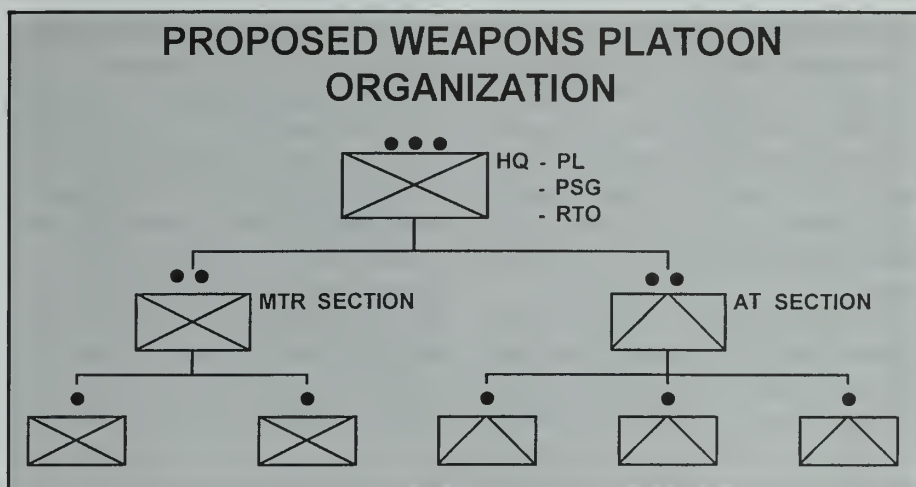 PROPOSED WEAPONS PLATOON
ORGANIZATION
HQ - PL
- PSG
- RTO
MTR SECTION
AT SECTION